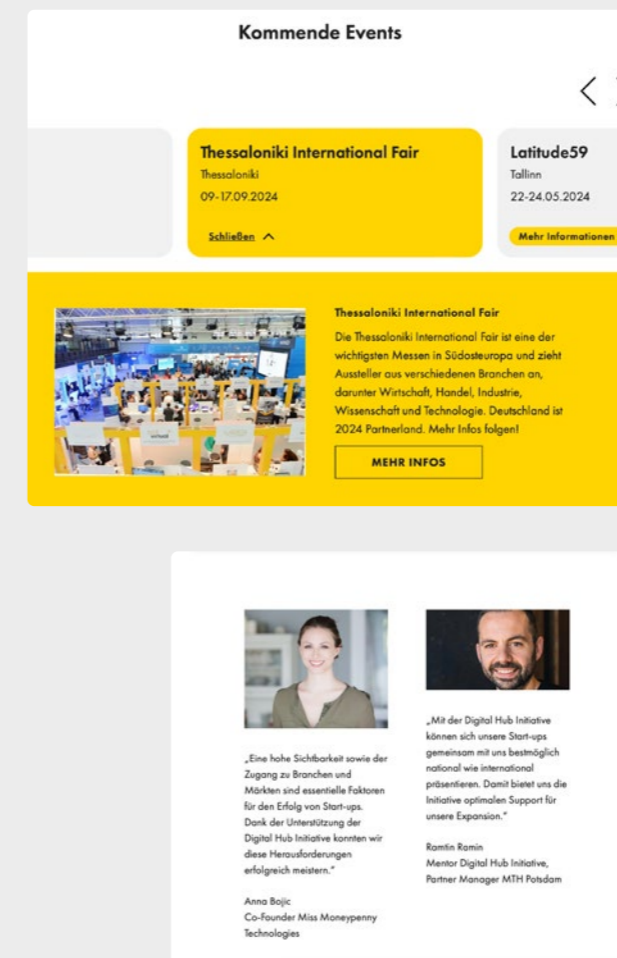 Kommende Events
Thessaloniki International Fair
Thessaloniki
09-17.09.2024
Schließen
Latitude59
Tallinn
22-24.05.2024
Mehr Informationen
Thessaloniki International Fair
Die Thessaloniki International Fair ist eine der
wichtigsten Messen in Südosteuropa und zieht
Aussteller aus verschiedenen Branchen an,
darunter Wirtschaft, Handel, Industrie,
Wissenschaft und Technologie. Deutschland ist
2024 Partnerland. Mehr Infos folgen!
MEHR INFOS
„Eine hohe Sichtbarkeit sowie der
Zugang zu Branchen und
Märkten sind essentielle Faktoren
für den Erfolg von Start-ups.
Dank der Unterstützung der
Digital Hub Initiative konnten wir
diese Herausforderungen
erfolgreich meistern.“
Anna Bojic
Co-Founder Miss Moneypenny
Technologies
„Mit der Digital Hub Initiative
können sich unsere Start-ups
gemeinsam mit uns bestmöglich
national wie international
präsentieren. Damit bietet uns die
Initiative optimalen Support für
unsere Expansion.“
Ramtin Ramin
Mentor Digital Hub Initiative,
Partner Manager MTH Potsdam